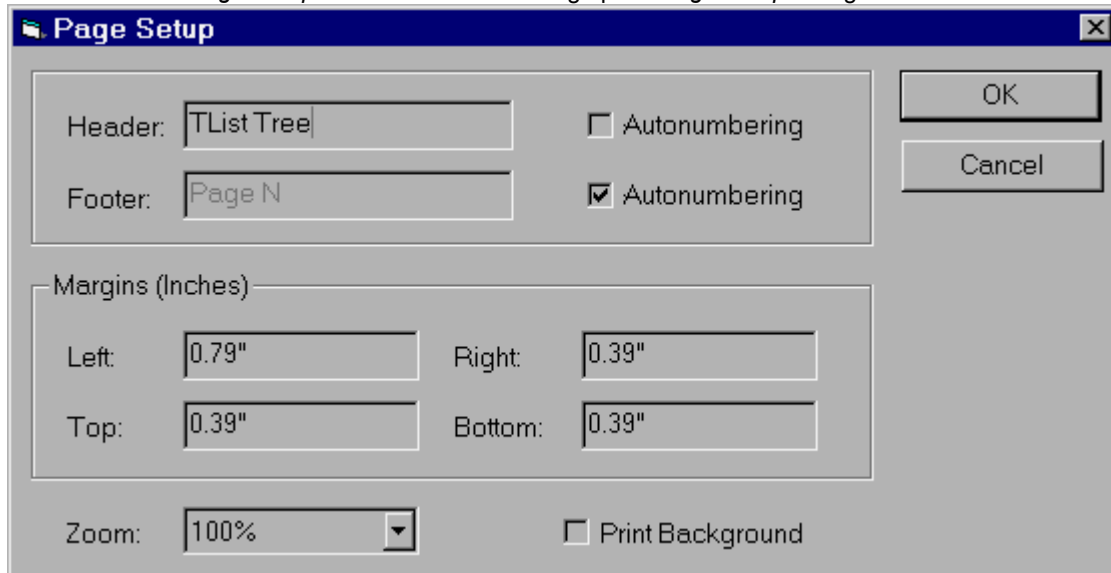 Page Setup
Header: TList Tree Autonumbering
Footer: Page N Autonumbering
OK
Cancel
Margins (Inches)
Left: 0.79" Right: 0.39"
Top: 0.39" Bottom: 0.39"
Zoom: 100% Print Background